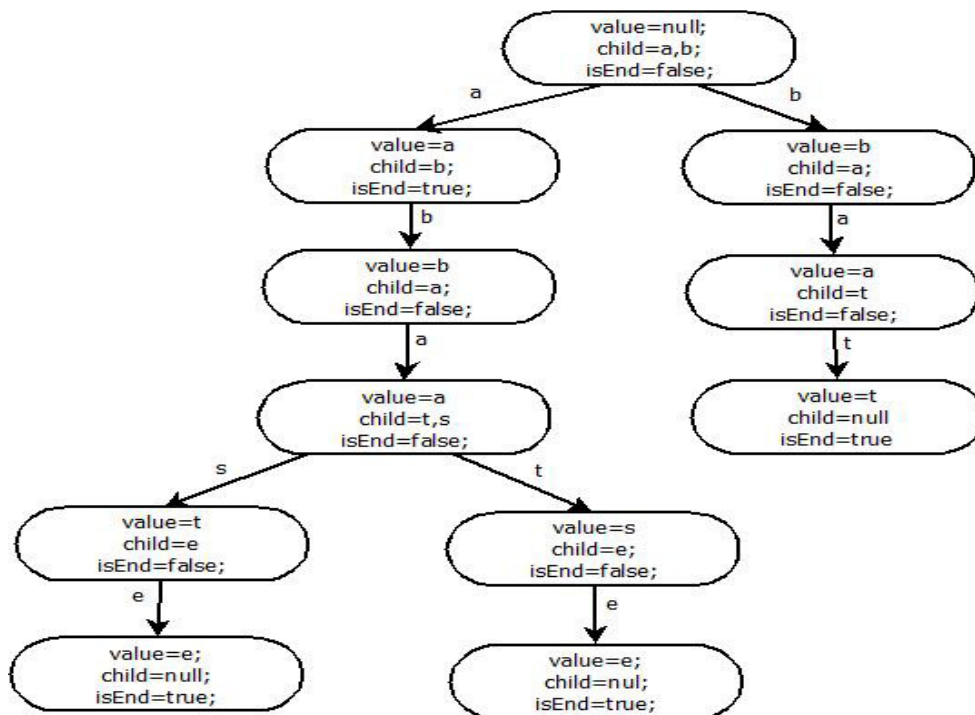 value=null;
child=a,b;
isEnd=false;
a
b
value=a
child=b;
isEnd=true;
value=b
child=a;
isEnd=false;
b
a
value=b
child=a;
isEnd=false;
value=a
child=t
isEnd=false;
a
t
value=a
child=t,s
isEnd=false;
value=t
child=null
isEnd=true
s
t
value=t
child=e
isEnd=false;
value=s
child=e;
isEnd=false;
e
e
value=e;
child=null;
isEnd=true;
value=e;
child=nul;
isEnd=true;